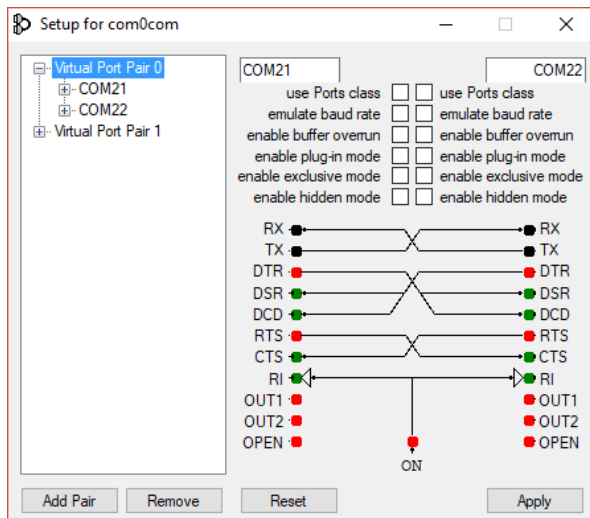 Setup for com0com
Virtual Port Pair 0
COM21
COM22
Virtual Port Pair 1
COM21 COM22
use Ports class use Ports class
emulate baud rate emulate baud rate
enable buffer overrun enable buffer overrun
enable plug-in mode enable plug-in mode
enable exclusive mode enable exclusive mode
enable hidden mode enable hidden mode
RX RX
TX TX
DTR DTR
DSR DSR
DCD DCD
RTS RTS
CTS CTS
RI RI
OUT1 OUT1
OUT2 OUT2
OPEN OPEN
ON
Add Pair Remove Reset Apply